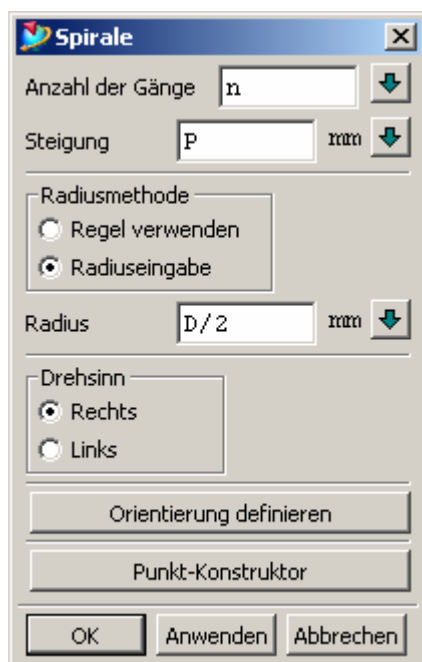 Spirale
Anzahl der Gänge n
Steigung P mm
Radiusmethode
Regel verwenden
Radiuseingabe
Radius D/2 mm
Drehsinn
Rechts
Links
Orientierung definieren
Punkt-Konstruktor
OK Anwenden Abbrechen